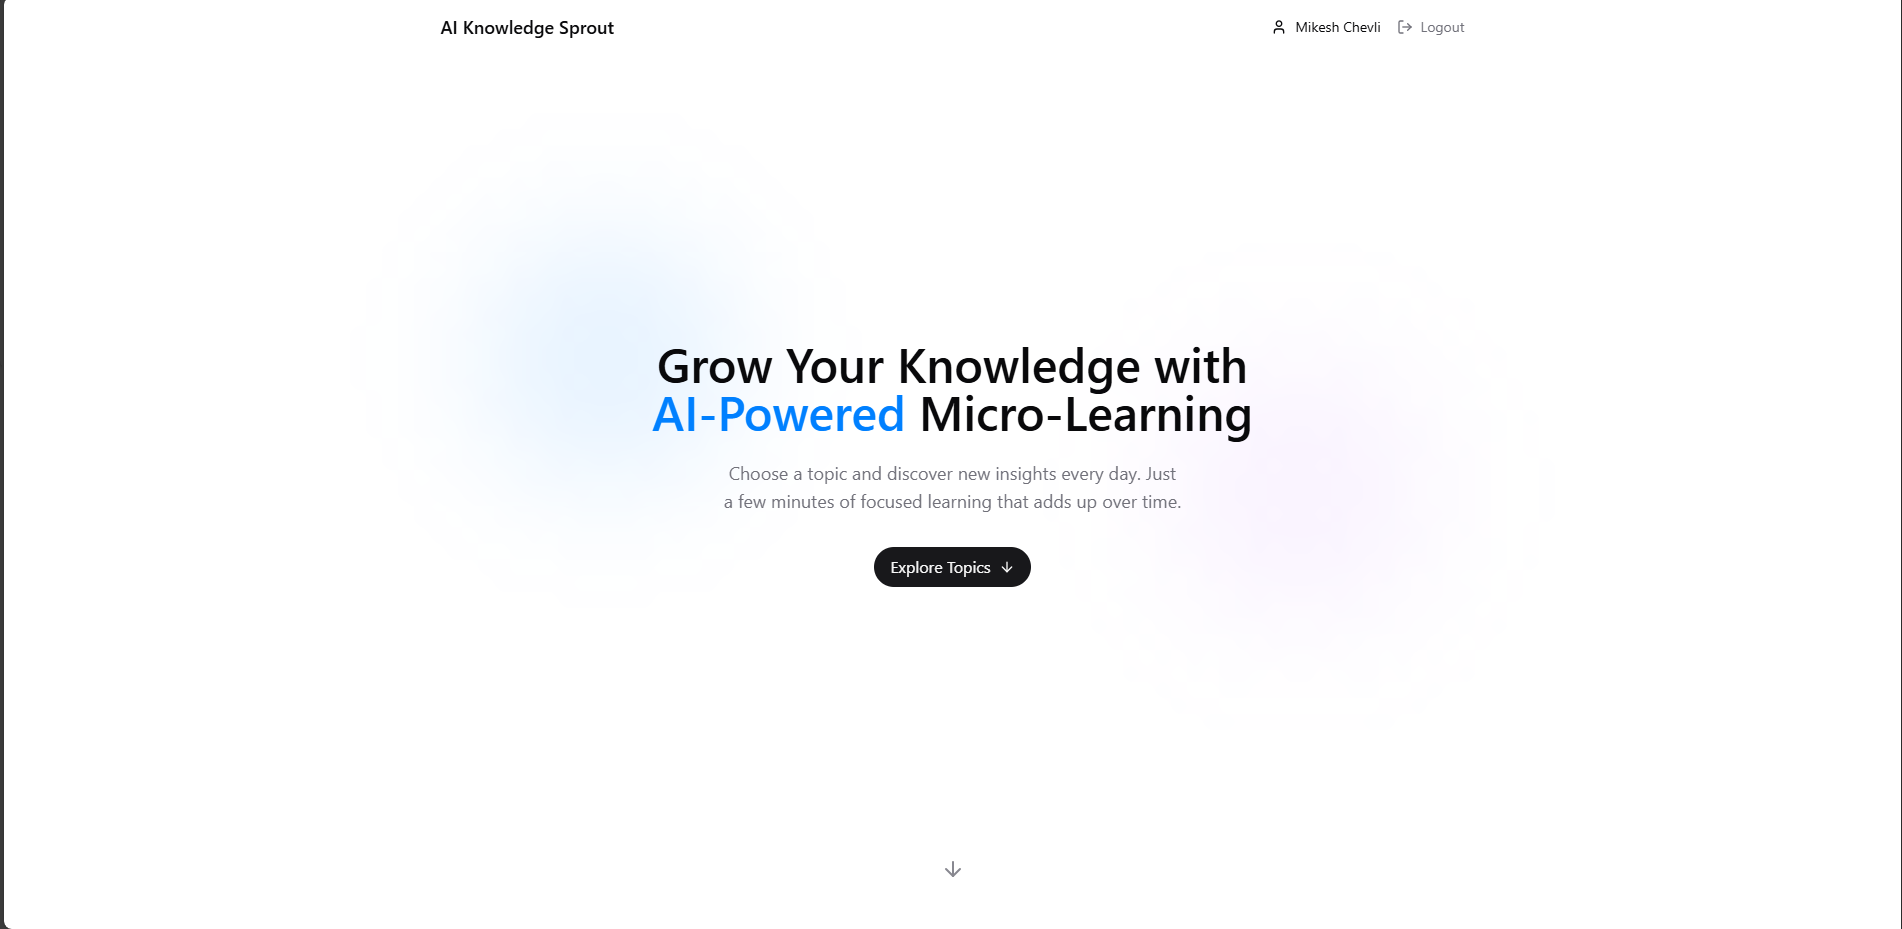 AI Knowledge Sprout
Mikesh Chevli
Logout
Grow Your Knowledge with
AI-Powered Micro-Learning
Choose a topic and discover new insights every day. Just
a few minutes of focused learning that adds up over time.
Explore Topics